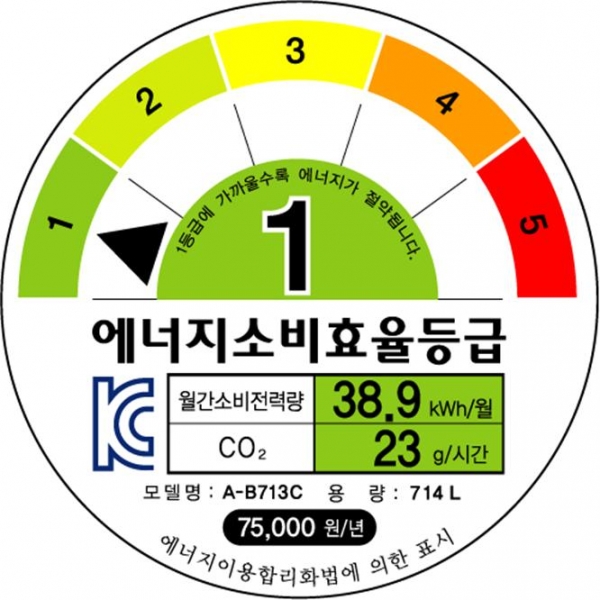 1
2
3
4
5
1등급에 가까울수록 에너지가 절약됩니다.
1
에너지소비효율등급
KC
월간소비전력량 38.9 kWh/월
CO₂ 23 g/시간
모델명 : A-B713C 용 량 : 714 L
75,000 원/년
에너지이용합리화법에 의한 표시